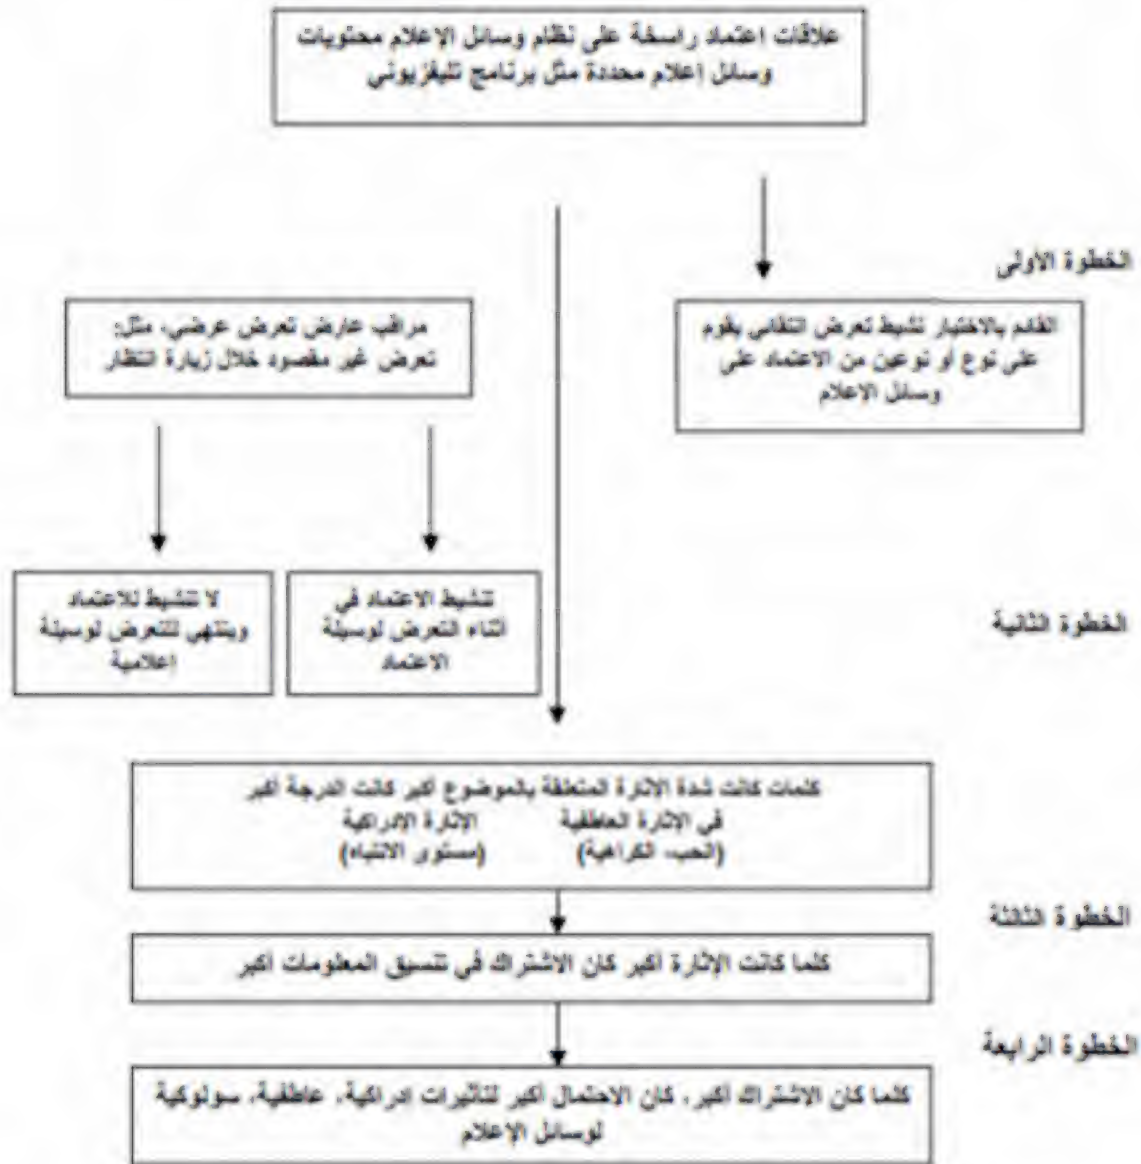 علاقات اعتماد راسخة على نظام وسائل الإعلام محتويات
وسائل اعلام محددة مثل برنامج تليفزيوني
الخطوة الأولى
القائم بالاختيار نشيط تعرض انتقائي يقوم
على نوع أو نوعين من الاعتماد على
وسائل الاعلام
مراقب عارض تعرض عرضي، مثل:
تعرض غير مقصود خلال زيارة انتظار
الخطوة الثانية
تنشيط الاعتماد في
أثناء التعرض لوسيلة
الاعتماد
لا تنشيط للاعتماد
وينتهي للتعرض لوسيلة
اعلامية
كلمات كانت شدة الاثارة المتعلقة بالموضوع أكبر كانت الدرجة أكبر
في الإثارة العاطفية الإثارة الإدراكية
(الحب، الكراهية) (مستوى الانتباه)
الخطوة الثالثة
كلما كانت الإثارة أكبر كان الاشتراك في تنسيق المعلومات أكبر
الخطوة الرابعة
كلما كان الاشتراك أكبر، كان الاحتمال أكبر لتأثيرات إدراكية، عاطفية، سولوكية
لوسائل الإعلام